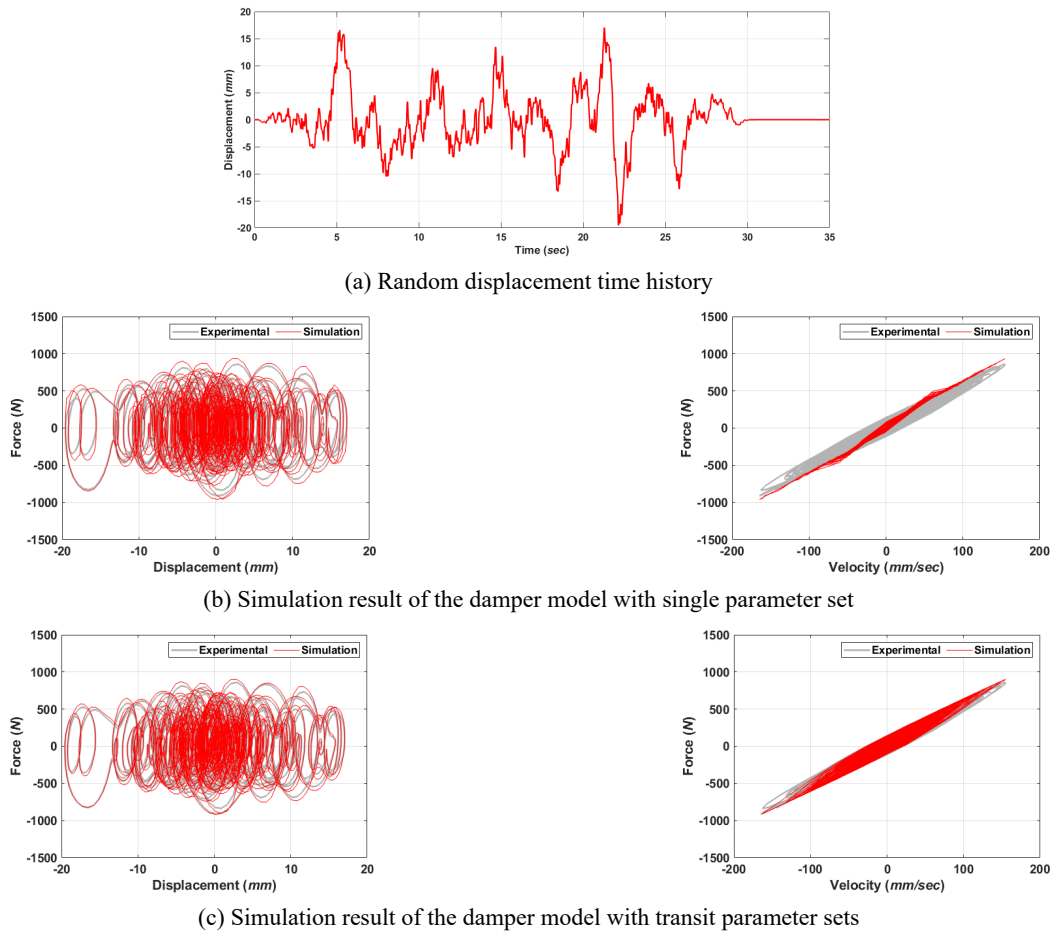 20
15
10
5
0
-5
-10
-15
-20
Displacement (mm)
0 5 10 15 20 25 30 35
Time (sec)
(a) Random displacement time history
1500
1000
500
0
-500
-1000
-1500
Force (N)
Experimental Simulation
-20 -10 0 10 20
Displacement (mm)
1500
1000
500
0
-500
-1000
-1500
Force (N)
Experimental Simulation
-200 -100 0 100 200
Velocity (mm/sec)
(b) Simulation result of the damper model with single parameter set
1500
1000
500
0
-500
-1000
-1500
Force (N)
Experimental Simulation
-20 -10 0 10 20
Displacement (mm)
1500
1000
500
0
-500
-1000
-1500
Force (N)
Experimental Simulation
-200 -100 0 100 200
Velocity (mm/sec)
(c) Simulation result of the damper model with transit parameter sets